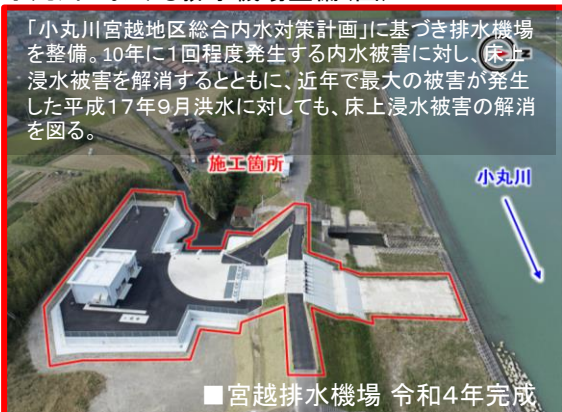 「小丸川宮越地区総合内水対策計画」に基づき排水機場
を整備。10年に1回程度発生する内水被害に対し、床上
浸水被害を解消するとともに、近年で最大の被害が発生
した平成17年9月洪水に対しても、床上浸水被害の解消
を図る。
施工箇所
小丸川
■宮越排水機場 令和4年完成